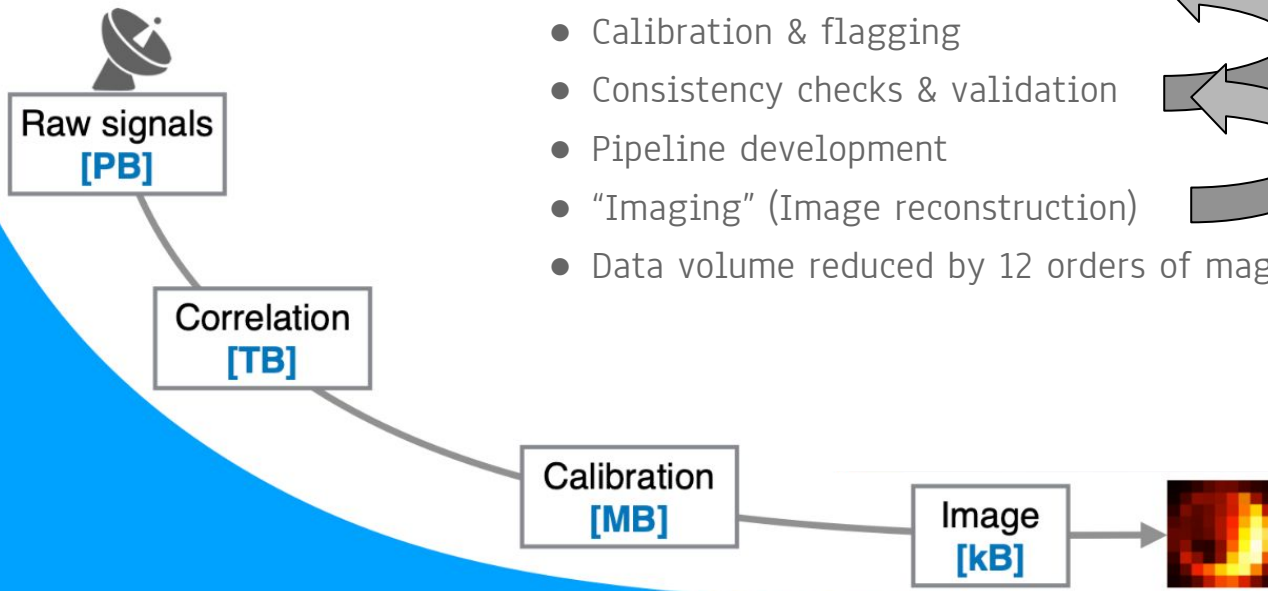 ● Calibration & flagging
● Consistency checks & validation
● Pipeline development
● “Imaging” (Image reconstruction)
● Data volume reduced by 12 orders of mag
Raw signals
[PB]
Correlation
[TB]
Calibration
[MB]
Image
[kB]